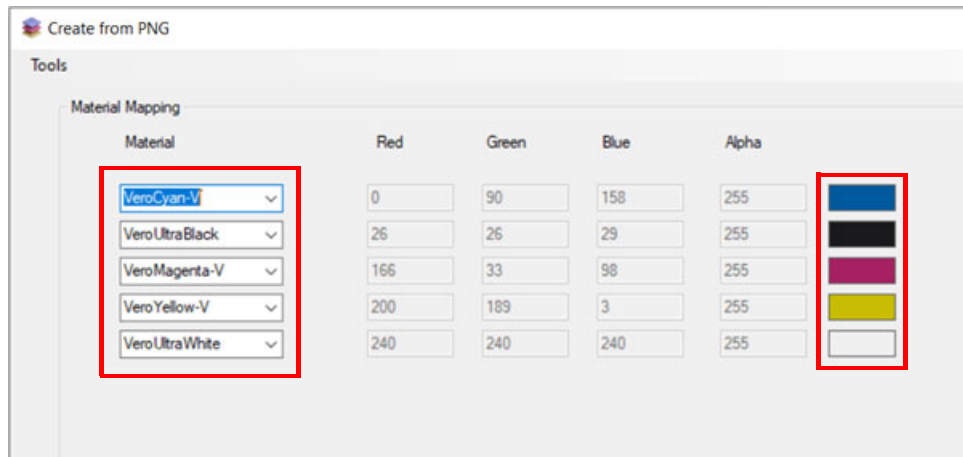 Create from PNG
Tools
Material Mapping
Material Red Green Blue Alpha
VeroCyan-V 0 90 158 255
VeroUltraBlack 26 26 29 255
VeroMagenta-V 166 33 98 255
VeroYellow-V 200 189 3 255
VeroUltraWhite 240 240 240 255